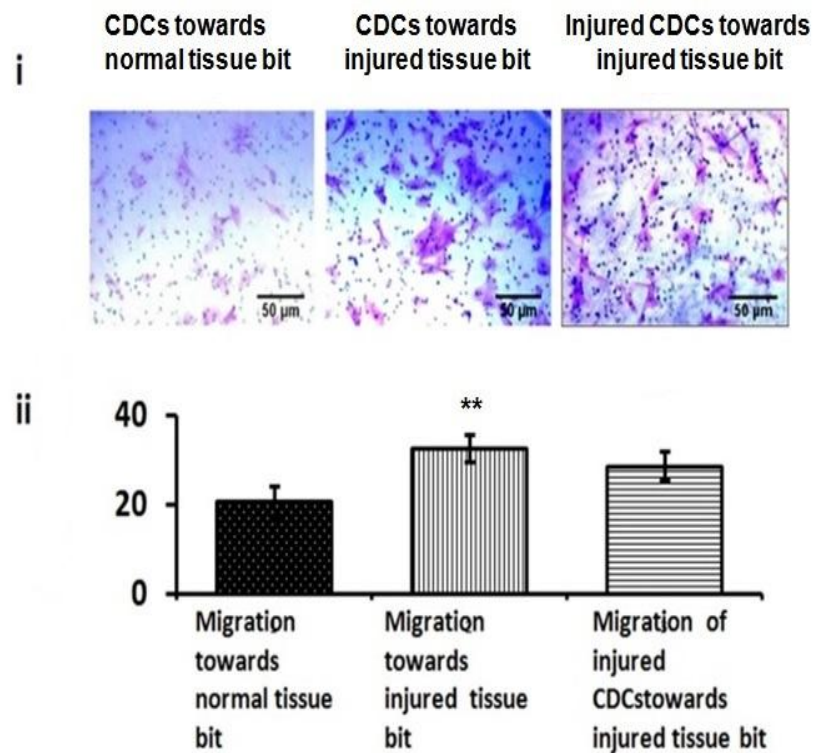 CDCs towards normal tissue bit
CDCs towards injured tissue bit
Injured CDCs towards injured tissue bit
i
50 µm
50 µm
50 µm
ii
40
**
20
0
Migration
towards
normal tissue
bit
Migration
towards
injured tissue
bit
Migration of
injured
CDCstowards
injured tissue bit